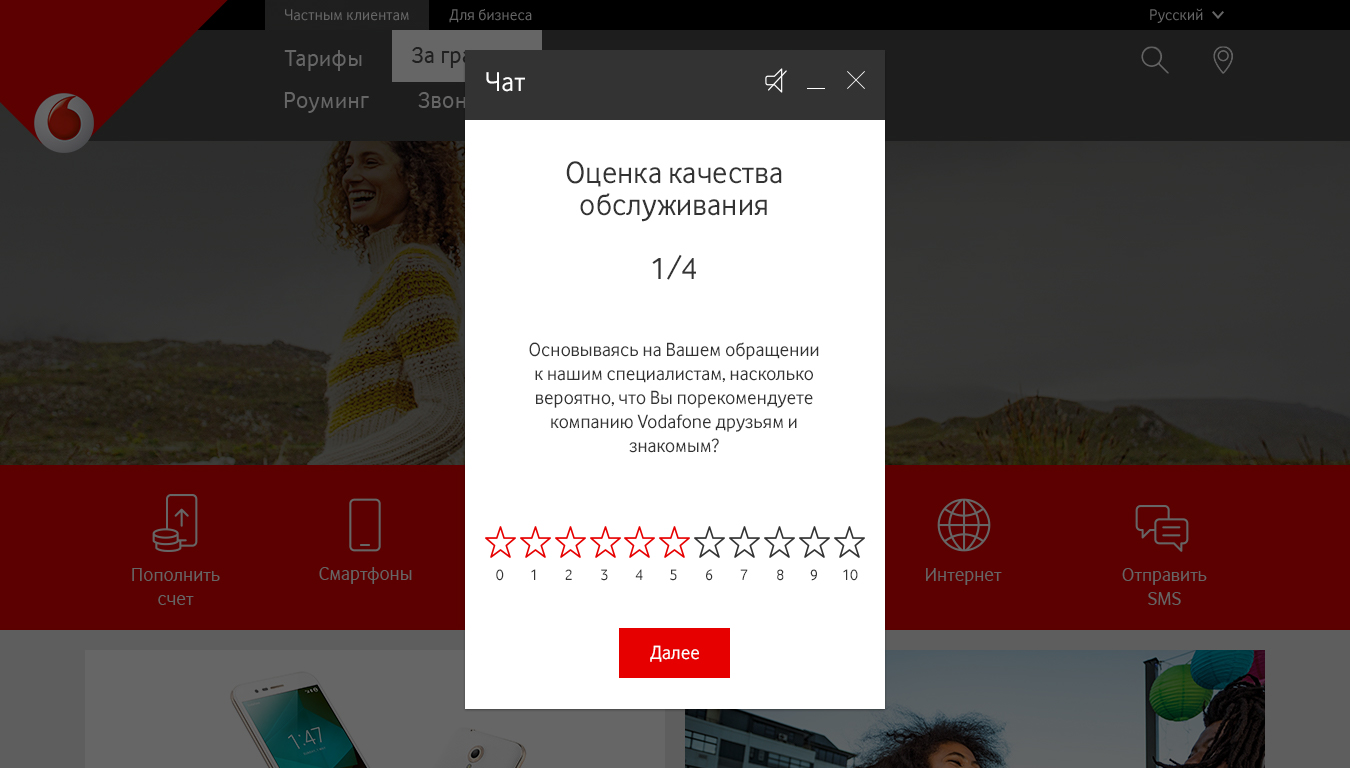 Частным клиентам
Для бизнеса
Русский
Тарифы
За гра
Роуминг
Звон
Чат
Оценка качества
обслуживания
1/4
Основываясь на Вашем обращении
к нашим специалистам, насколько
вероятно, что Вы порекомендуете
компанию Vodafone друзьям и
знакомым?
0 1 2 3 4 5 6 7 8 9 10
Далее
Пополнить
счет
Смартфоны
Интернет
Отправить
SMS
1:47